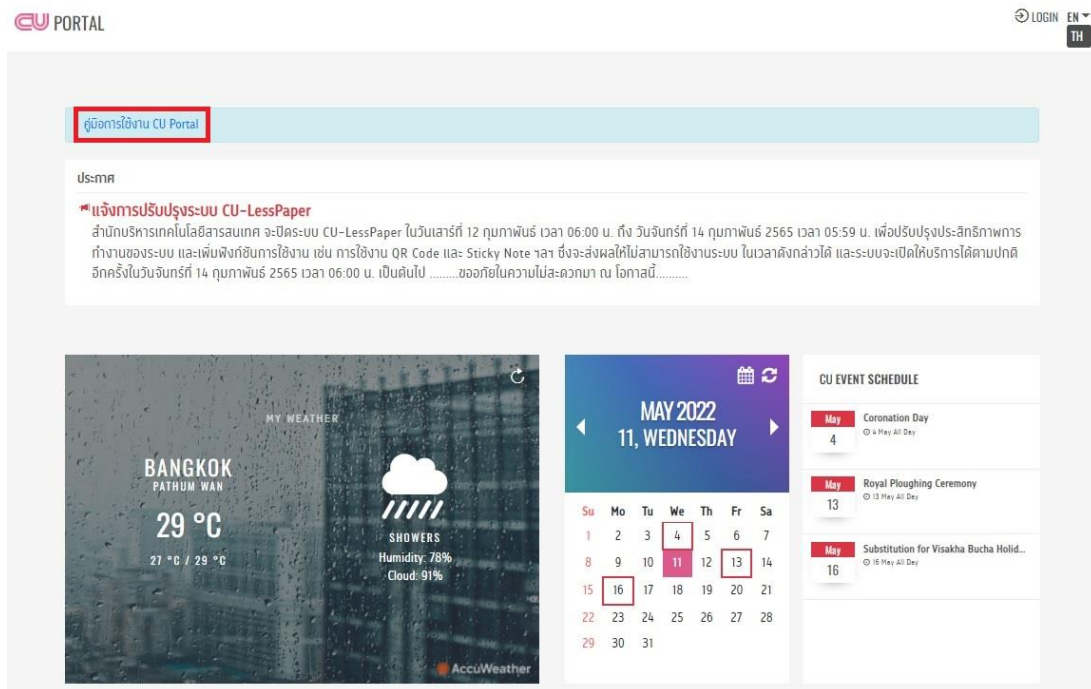 CU PORTAL
LOGIN EN
TH
คู่มือการใช้งาน CU Portal
ประกาศ
แจ้งการปรับปรุงระบบ CU-LessPaper
สำนักบริหารเทคโนโลยีสารสนเทศ จะปิดระบบ CU-LessPaper ในวันเสาร์ที่ 12 กุมภาพันธ์ เวลา 06:00 น. ถึง วันจันทร์ที่ 14 กุมภาพันธ์ 2565 เวลา 05:59 น. เพื่อปรับปรุงประสิทธิภาพการ
ทำงานของระบบ และเพิ่มฟังก์ชันการใช้งาน เช่น การใช้งาน QR Code และ Sticky Note ฯลฯ ซึ่งจะส่งผลให้ไม่สามารถใช้งานระบบ ในเวลาดังกล่าวได้ และระบบจะเปิดให้บริการได้ตามปกติ
อีกครั้งในวันจันทร์ที่ 14 กุมภาพันธ์ 2565 เวลา 06:00 น. เป็นต้นไป .........ขออภัยในความไม่สะดวกมา ณ โอกาสนี้..........
MY WEATHER
BANGKOK
PATHUM WAN
29 °C
27 °C / 29 °C
SHOWERS
Humidity: 78%
Cloud: 91%
AccuWeather
MAY 2022
11, WEDNESDAY
Su Mo Tu We Th Fr Sa
1 2 3 4 5 6 7
8 9 10 11 12 13 14
15 16 17 18 19 20 21
22 23 24 25 26 27 28
29 30 31
CU EVENT SCHEDULE
May
4
Coronation Day
4 May All Day
May
13
Royal Ploughing Ceremony
13 May All Day
May
16
Substitution for Visakha Bucha Holid...
16 May All Day